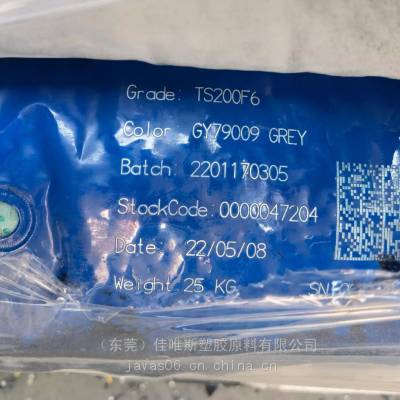 Grade: TS200F6
Color GY79009 GREY
Batch: 2201170305
StockCode: 0000047204
Date: 22/05/08
Weight 25 KG
SN
（东莞）佳唯斯塑胶原料有限公司
javas06.cn.china.cn